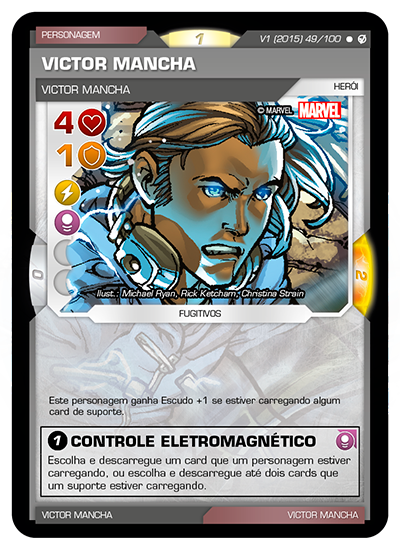 PERSONAGEM
1
V1 (2015) 49/100
VICTOR MANCHA
VICTOR MANCHA
HERÓI
© MARVEL
MARVEL
4
1
0
2
Ilust.: Michael Ryan, Rick Ketcham, Christina Strain
FUGITIVOS
Este personagem ganha Escudo +1 se estiver carregando algum
card de suporte.
1 CONTROLE ELETROMAGNÉTICO
Escolha e descarregue um card que um personagem estiver
carregando, ou escolha e descarregue até dois cards que
um suporte estiver carregando.
VICTOR MANCHA
VICTOR MANCHA